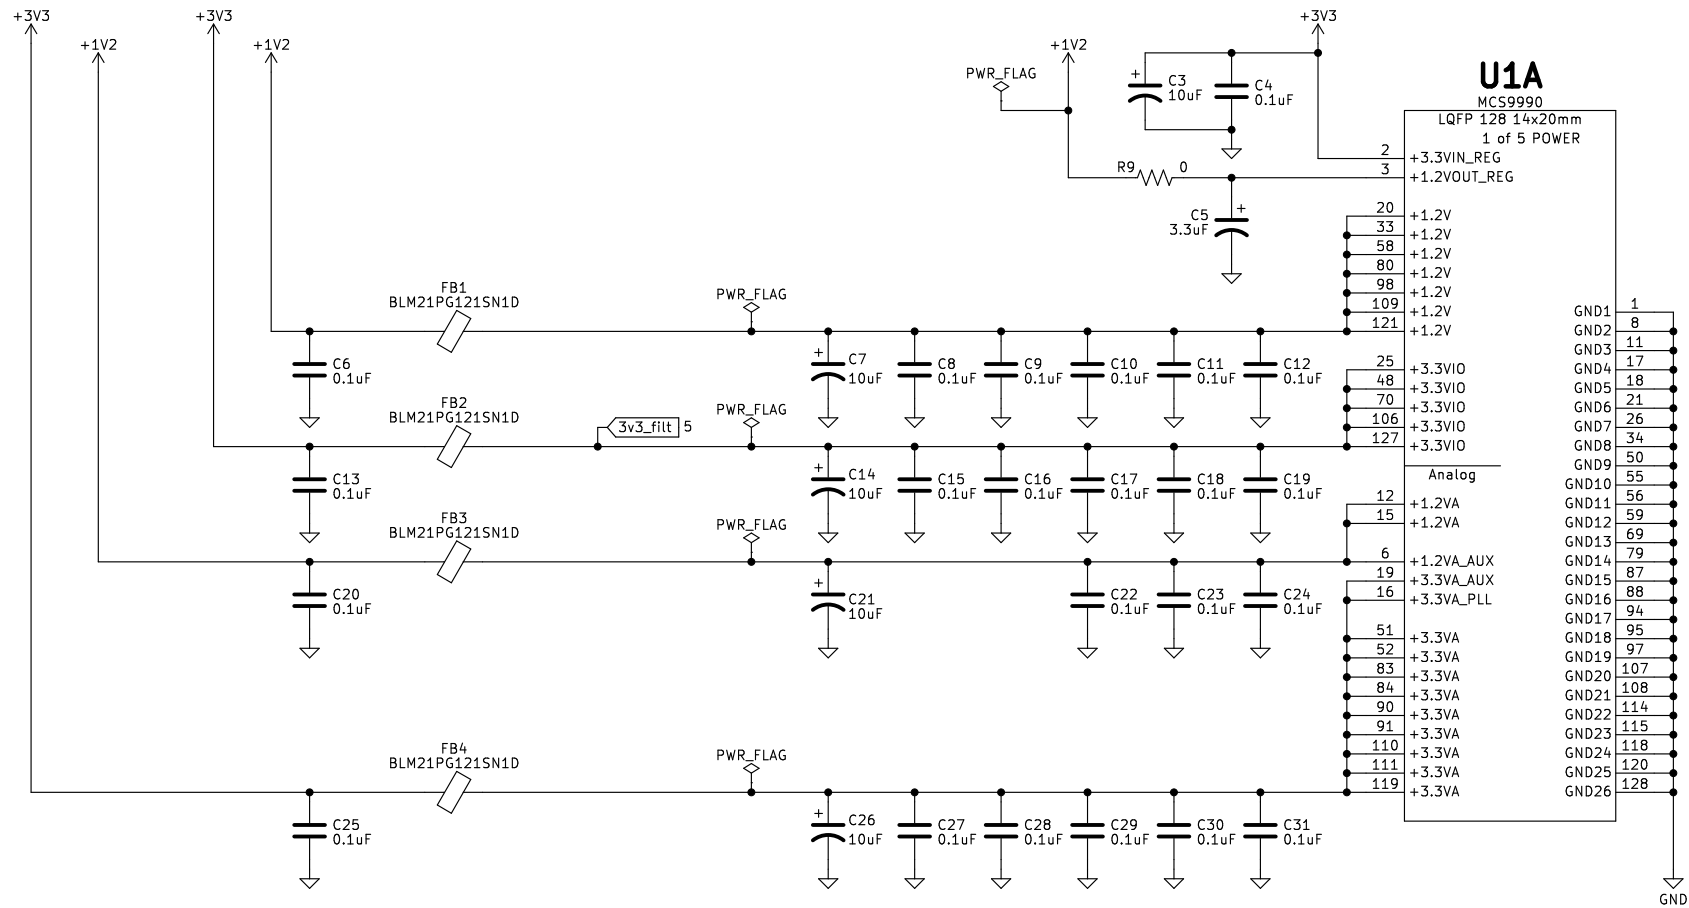 +3V3
+3V3
+3V3
+1V2
+1V2
+1V2
PWR_FLAG
U1A
MCS9990
LQFP 128 14x20mm
1 of 5 POWER
+
C3
10uF
C4
0.1uF
2
+3.3VIN_REG
R9
0
3
+1.2VOUT_REG
C5
3.3uF
+
20
+1.2V
33
+1.2V
58
+1.2V
80
+1.2V
98
+1.2V
109
+1.2V
121
+1.2V
FB1
BLM21PG121SN1D
PWR_FLAG
C6
0.1uF
+
C7
10uF
C8
0.1uF
C9
0.1uF
C10
0.1uF
C11
0.1uF
C12
0.1uF
25
+3.3VIO
48
+3.3VIO
70
+3.3VIO
106
+3.3VIO
127
+3.3VIO
FB2
BLM21PG121SN1D
3v3_filt
5
PWR_FLAG
C13
0.1uF
+
C14
10uF
C15
0.1uF
C16
0.1uF
C17
0.1uF
C18
0.1uF
C19
0.1uF
Analog
12
+1.2VA
15
+1.2VA
6
+1.2VA_AUX
19
+3.3VA_AUX
16
+3.3VA_PLL
FB3
BLM21PG121SN1D
PWR_FLAG
C20
0.1uF
+
C21
10uF
C22
0.1uF
C23
0.1uF
C24
0.1uF
51
+3.3VA
52
+3.3VA
83
+3.3VA
84
+3.3VA
90
+3.3VA
91
+3.3VA
110
+3.3VA
111
+3.3VA
119
+3.3VA
FB4
BLM21PG121SN1D
PWR_FLAG
C25
0.1uF
+
C26
10uF
C27
0.1uF
C28
0.1uF
C29
0.1uF
C30
0.1uF
C31
0.1uF
GND1
1
GND2
8
GND3
11
GND4
17
GND5
18
GND6
21
GND7
26
GND8
34
GND9
50
GND10
55
GND11
56
GND12
59
GND13
69
GND14
79
GND15
87
GND16
88
GND17
94
GND18
95
GND19
97
GND20
107
GND21
108
GND22
114
GND23
115
GND24
118
GND25
120
GND26
128
GND